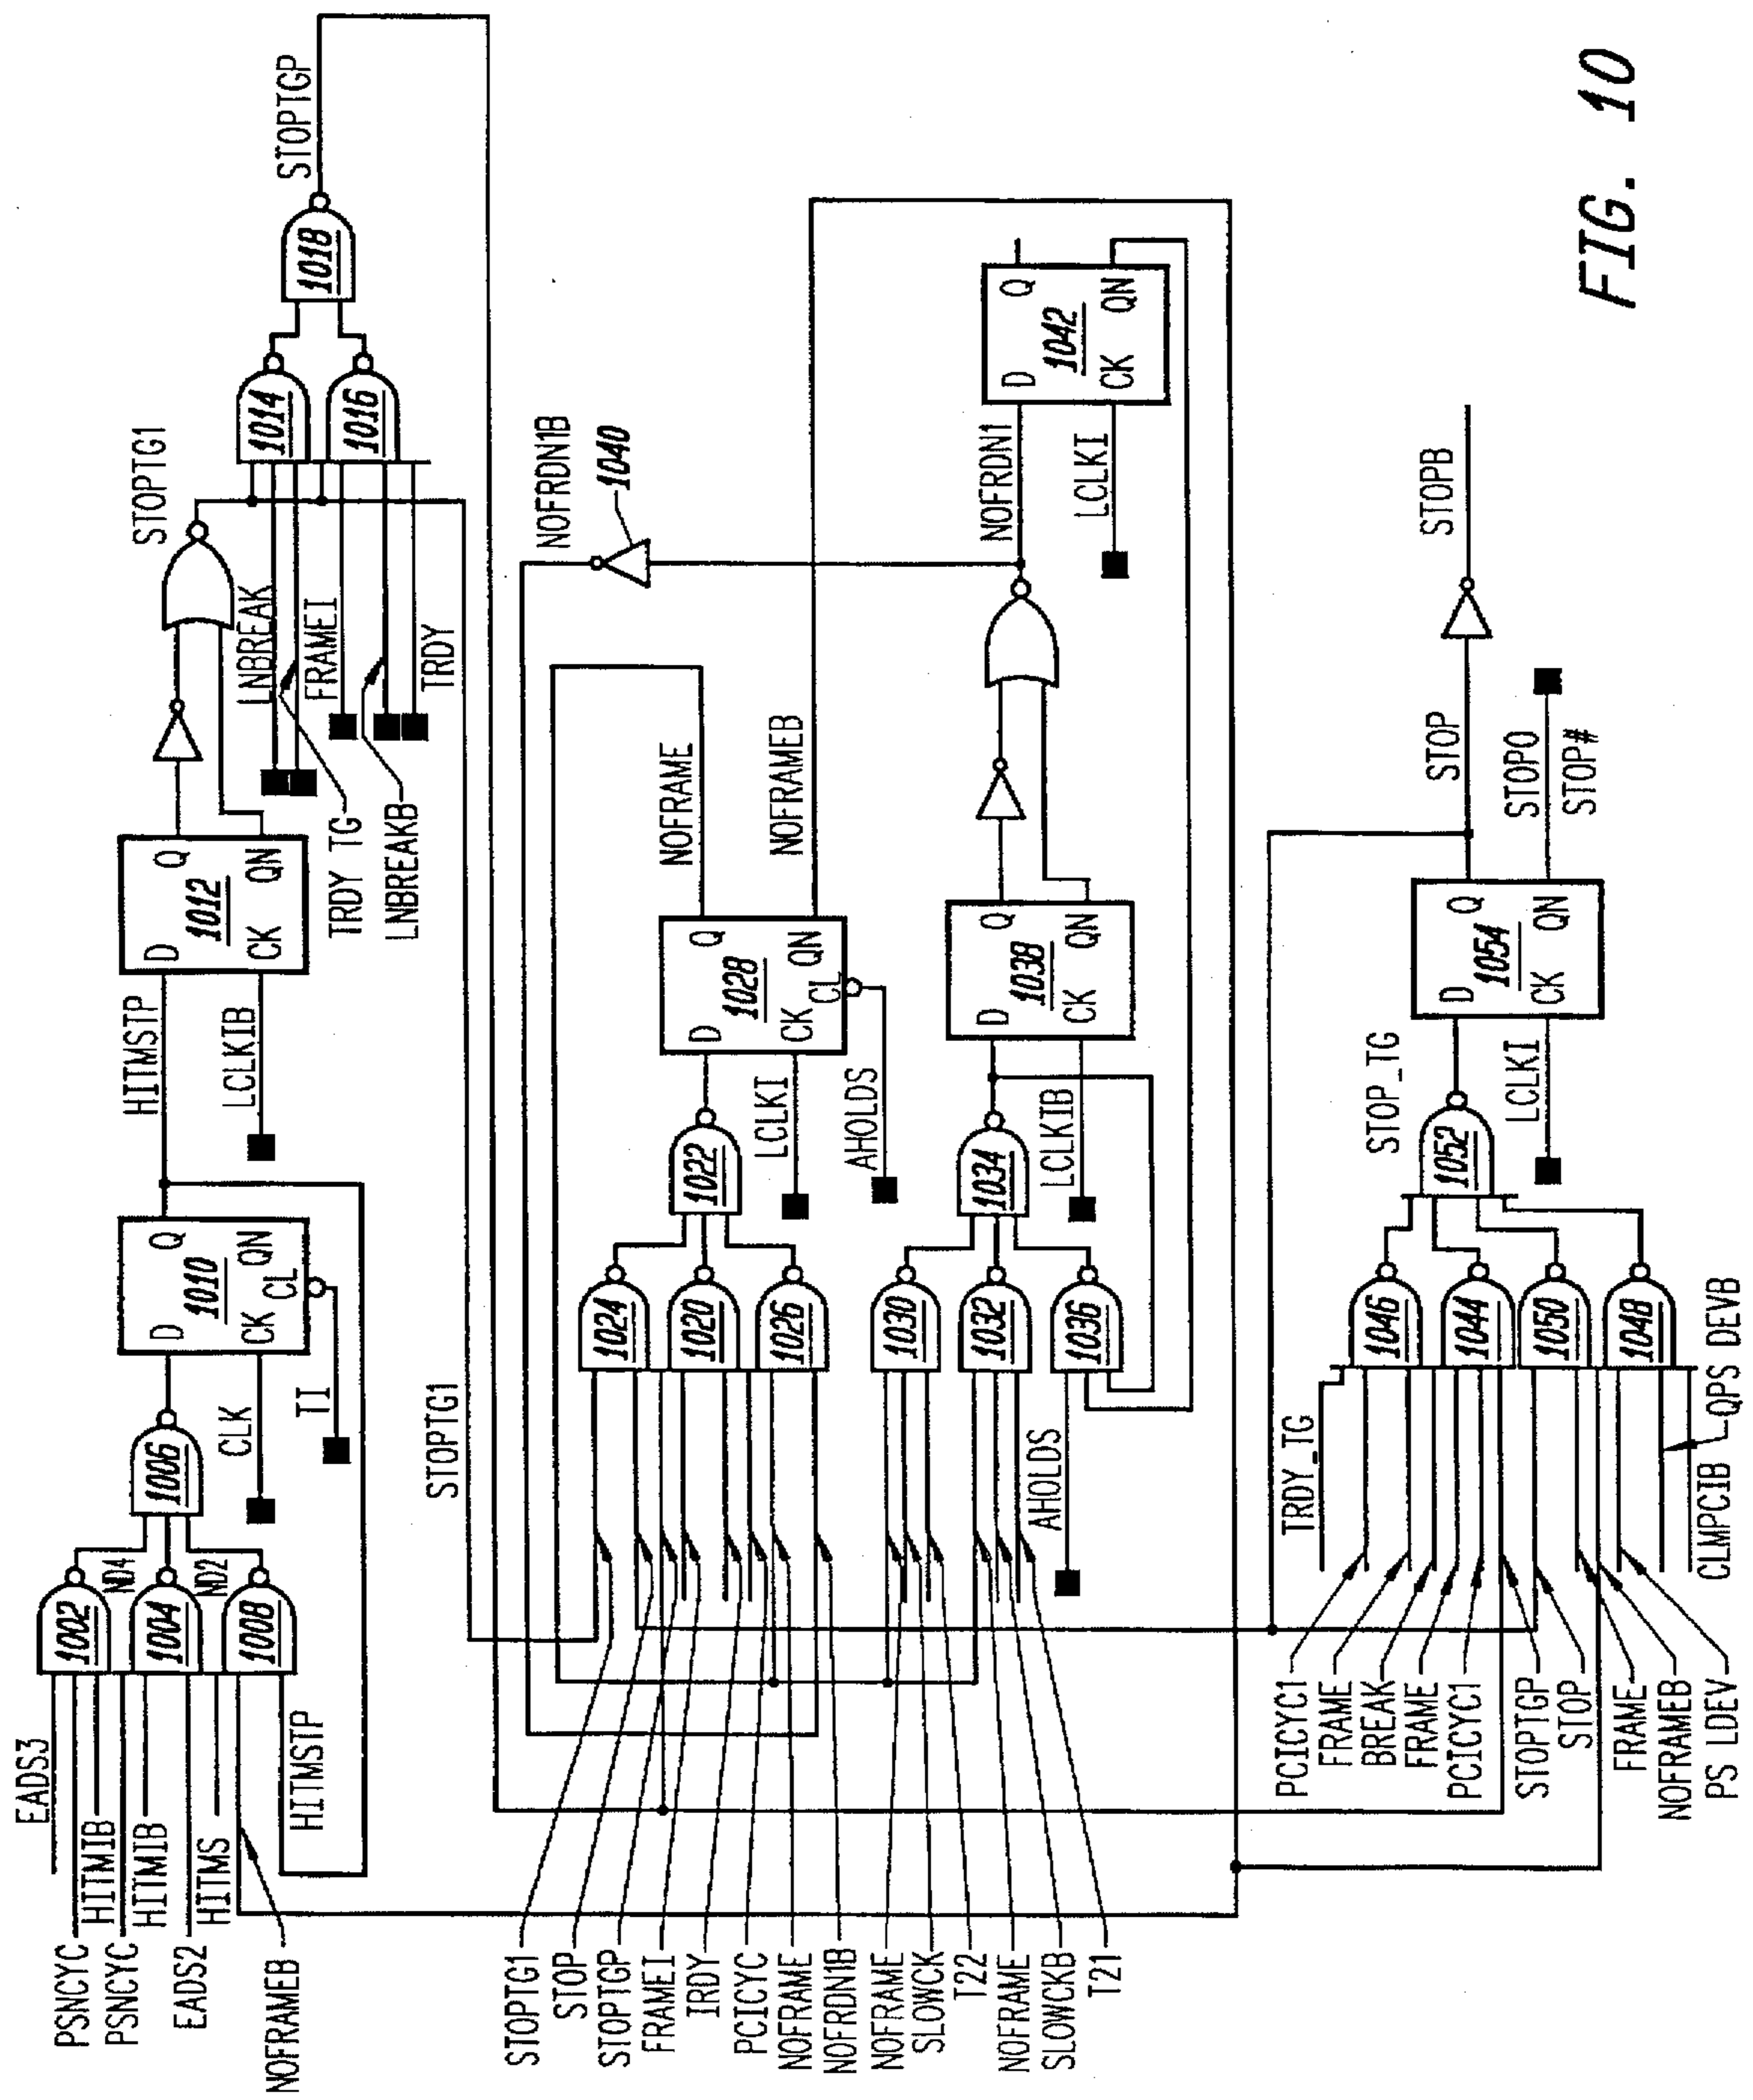 EADS3
PSNCYC
HITMIB
PSNCYC
HITMIB
EADS2
HITMS
NOFRAMEB
HITMSTP
1002
ND4
1004
ND2
1008
1006
CLK
TI
D
Q
1010
CK
QN
CL
HITMSTP
LCLKIB
D
Q
1012
CK
QN
STOPTG1
LNBREAK
FRAMEI
TRDY
TRDY TG
LNBREAKB
1014
1016
1018
STOPTGP
STOPTG1
STOPTG1
STOP
STOPTGP
FRAMEI
IRDY
PCICYC
NOFRAME
NOFRDN1B
NOFRAME
SLOWCK
T22
NOFRAME
SLOWCKB
T21
AHOLDS
1024
1020
1026
1022
LCLKI
AHOLDS
D
Q
1028
CK
QN
CL
NOFRAME
NOFRAMEB
1030
1032
1036
1034
LCLKIB
D
Q
1038
CK
QN
NOFRDN1B
1040
NOFRDN1
LCLKI
D
Q
1042
CK
QN
TRDY_TG
PCICYC1
FRAME
BREAK
FRAME
PCICYC1
STOPTGP
STOP
FRAME
NOFRAMEB
PS LDEV
CLMPCIB
QPS DEVB
1046
1044
1050
1048
1052
STOP_TG
LCLKI
D
Q
1054
CK
QN
STOP
STOPO
STOP#
STOPB
FIG. 10